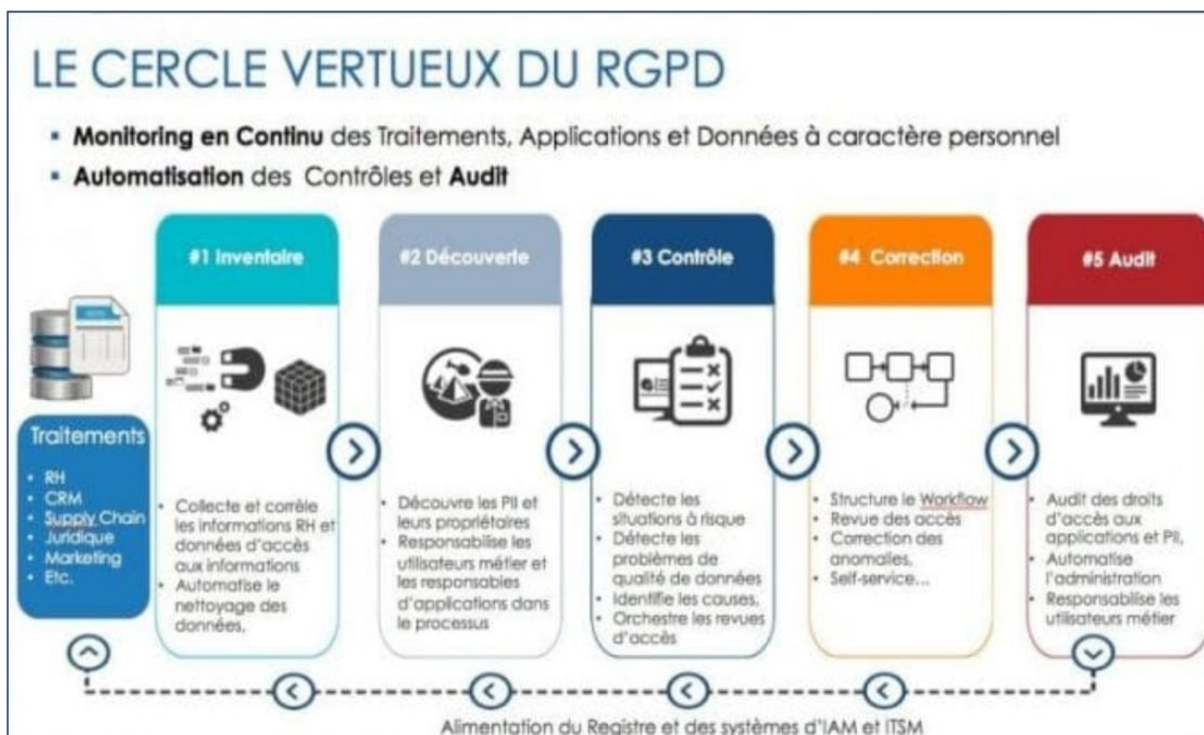 LE CERCLE VERTUEUX DU RGPD
▪ Monitoring en Continu des Traitements, Applications et Données à caractère personnel
▪ Automatisation des Contrôles et Audit
Traitements
• RH
• CRM
• Supply Chain
• Juridique
• Marketing
• Etc.
#1 Inventaire
• Collecte et corrèle
les informations RH et
données d'accès
aux informations
• Automatise le
nettoyage des
données,
#2 Découverte
• Découvre les PII et
leurs propriétaires
• Responsabilise les
utilisateurs métier et
les responsables
d'applications dans
le processus
#3 Contrôle
• Détecte les
situations à risque
• Détecte les
problèmes de
qualité de données
• Identifie les causes,
• Orchestre les revues
d'accès
#4 Correction
• Structure le Workflow
• Revue des accès
• Correction des
anomalies,
• Self-service...
#5 Audit
• Audit des droits
d'accès aux
applications et PII,
• Automatise
l'administration
• Responsabilise les
utilisateurs métier
Alimentation du Registre et des systèmes d'IAM et ITSM